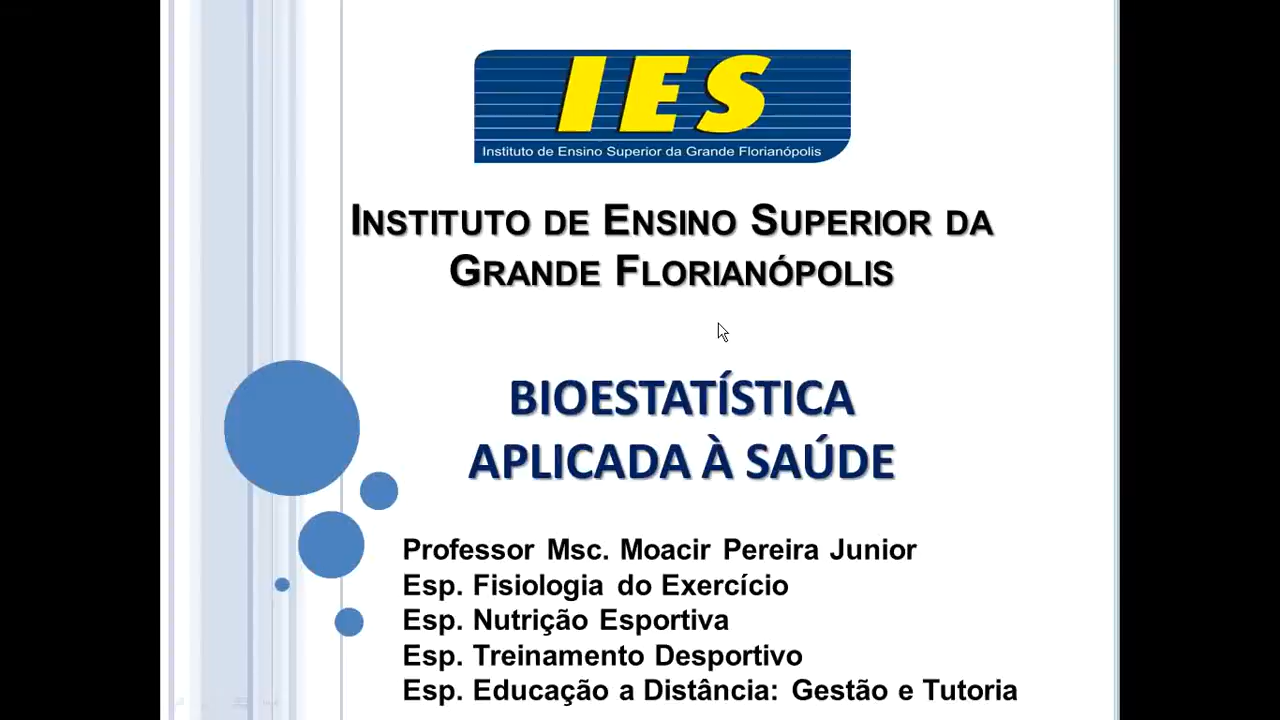 IES
Instituto de Ensino Superior da Grande Florianópolis
INSTITUTO DE ENSINO SUPERIOR DA
GRANDE FLORIANÓPOLIS
BIOESTATÍSTICA
APLICADA À SAÚDE
Professor Msc. Moacir Pereira Junior
Esp. Fisiologia do Exercício
Esp. Nutrição Esportiva
Esp. Treinamento Desportivo
Esp. Educação a Distância: Gestão e Tutoria